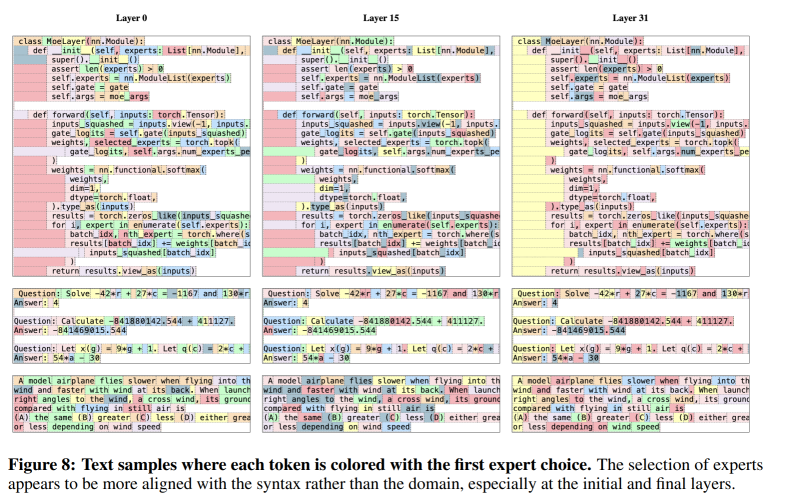 Layer 0
class MoeLayer(nn.Module):
def __init__(self, experts: List[nn.Module],
super().__init__()
assert len(experts) > 0
self.experts = nn.ModuleList(experts)
self.gate = gate
self.args = moe_args
def forward(self, inputs: torch.Tensor):
inputs_squashed = inputs.view(-1, inputs.
gate_logits = self.gate(inputs_squashed)
weights, selected_experts = torch.topk(
gate_logits, self.args.num_experts_pe
)
weights = nn.functional.softmax(
weights,
dim=1,
dtype=torch.float,
).type_as(inputs)
results = torch.zeros_like(inputs_squashe
for i, expert in enumerate(self.experts):
batch_idx, nth_expert = torch.where(s
results[batch_idx] += weights[batch_i
inputs_squashed[batch_idx]
)
return results.view_as(inputs)
Question: Solve -42*r + 27*c = -1167 and 130*r
Answer: 4
Question: Calculate -841880142.544 + 411127.
Answer: -841469015.544
Question: Let x(g) = 9*g + 1. Let q(c) = 2*c +
Answer: 54*a - 30
A model airplane flies slower when flying into th
wind and faster with wind at its back. When launch
right angles to the wind, a cross wind, its groun
compared with flying in still air is
(A) the same (B) greater (C) less (D) either grea
or less depending on wind speed
Layer 15
class MoeLayer(nn.Module):
def __init__(self, experts: List[nn.Module],
super().__init__()
assert len(experts) > 0
self.experts = nn.ModuleList(experts)
self.gate = gate
self.args = moe_args
def forward(self, inputs: torch.Tensor):
inputs_squashed = inputs.view(-1, inputs.
gate_logits = self.gate(inputs_squashed)
weights, selected_experts = torch.topk(
gate_logits, self.args.num_experts_pe
)
weights = nn.functional.softmax(
weights,
dim=1,
dtype=torch.float,
).type_as(inputs)
results = torch.zeros_like(inputs_squashe
for i, expert in enumerate(self.experts):
batch_idx, nth_expert = torch.where(s
results[batch_idx] += weights[batch_i
inputs_squashed[batch_idx]
)
return results.view_as(inputs)
Question: Solve -42*r + 27*c = -1167 and 130*r
Answer: 4
Question: Calculate -841880142.544 + 411127.
Answer: -841469015.544
Question: Let x(g) = 9*g + 1. Let q(c) = 2*c +
Answer: 54*a - 30
A model airplane flies slower when flying into th
wind and faster with wind at its back. When launch
right angles to the wind, a cross wind, its groun
compared with flying in still air is
(A) the same (B) greater (C) less (D) either grea
or less depending on wind speed
Layer 31
class MoeLayer(nn.Module):
def __init__(self, experts: List[nn.Module],
super().__init__()
assert len(experts) > 0
self.experts = nn.ModuleList(experts)
self.gate = gate
self.args = moe_args
def forward(self, inputs: torch.Tensor):
inputs_squashed = inputs.view(-1, inputs.
gate_logits = self.gate(inputs_squashed)
weights, selected_experts = torch.topk(
gate_logits, self.args.num_experts_pe
)
weights = nn.functional.softmax(
weights,
dim=1,
dtype=torch.float,
).type_as(inputs)
results = torch.zeros_like(inputs_squashe
for i, expert in enumerate(self.experts):
batch_idx, nth_expert = torch.where(s
results[batch_idx] += weights[batch_i
inputs_squashed[batch_idx]
)
return results.view_as(inputs)
Question: Solve -42*r + 27*c = -1167 and 130*r
Answer: 4
Question: Calculate -841880142.544 + 411127.
Answer: -841469015.544
Question: Let x(g) = 9*g + 1. Let q(c) = 2*c +
Answer: 54*a - 30
A model airplane flies slower when flying into th
wind and faster with wind at its back. When launch
right angles to the wind, a cross wind, its groun
compared with flying in still air is
(A) the same (B) greater (C) less (D) either grea
or less depending on wind speed
Figure 8: Text samples where each token is colored with the first expert choice. The selection of experts
appears to be more aligned with the syntax rather than the domain, especially at the initial and final layers.